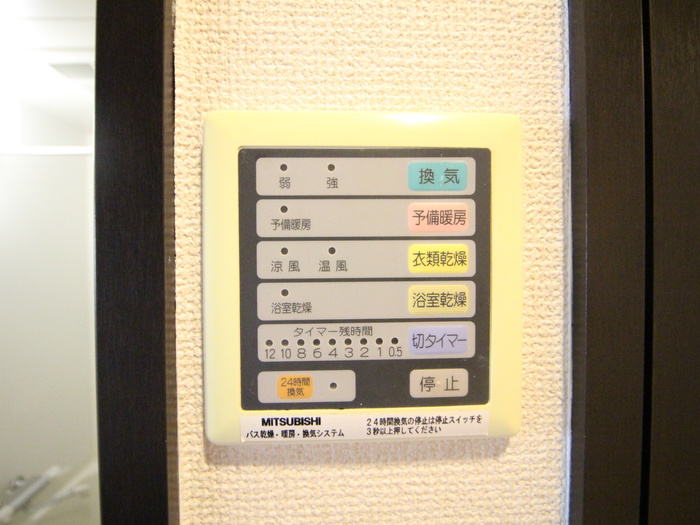 弱 強 換気
予備暖房 予備暖房
涼風 温風 衣類乾燥
浴室乾燥 浴室乾燥
タイマー残時間
12 10 8 6 4 3 2 1 0.5 切タイマー
24時間
換気 停止
MITSUBISHI
バス乾燥・暖房・換気システム
24時間換気の停止は停止スイッチを
3秒以上押してください